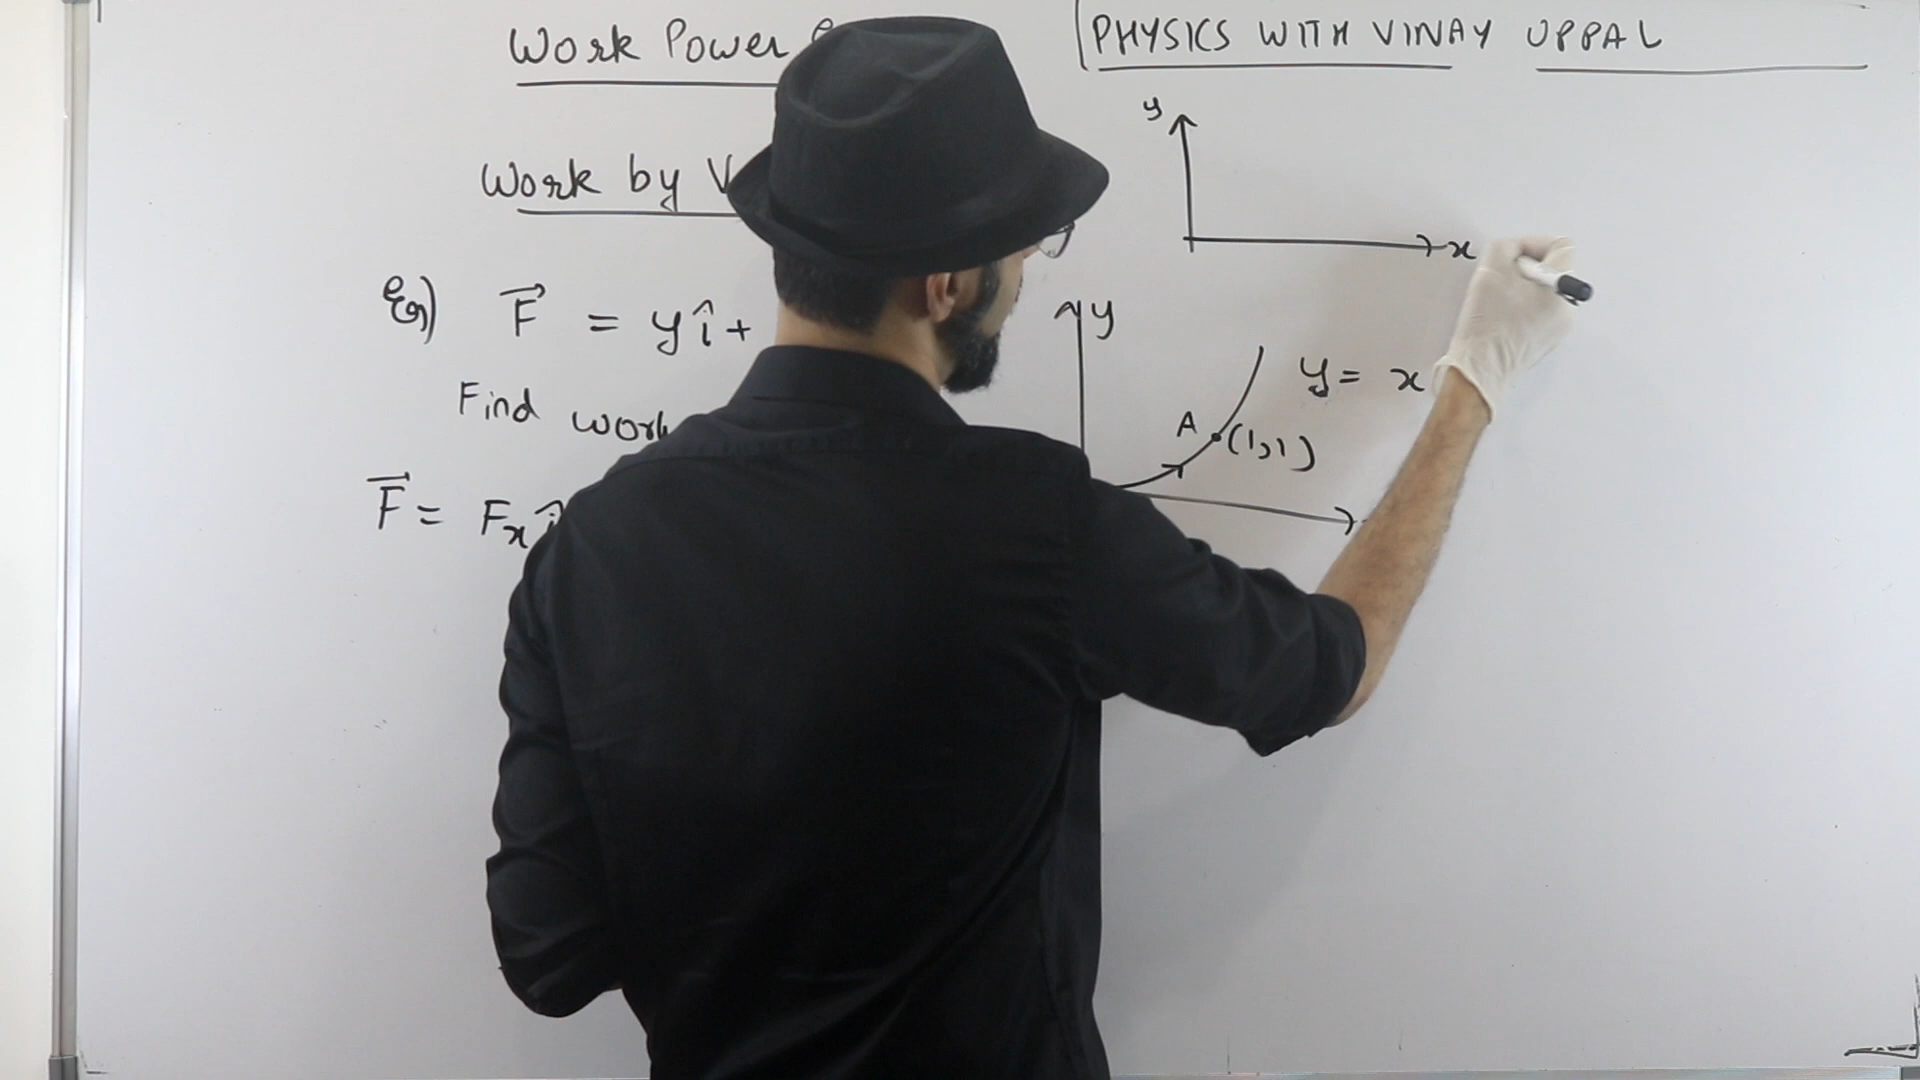 Work Power
PHYSICS WITH VINAY UPPAL
Work by V
y
x
Eg) F⃗ = y î +
y
y = x
Find work
A (1,1)
F⃗ = Fₓ î